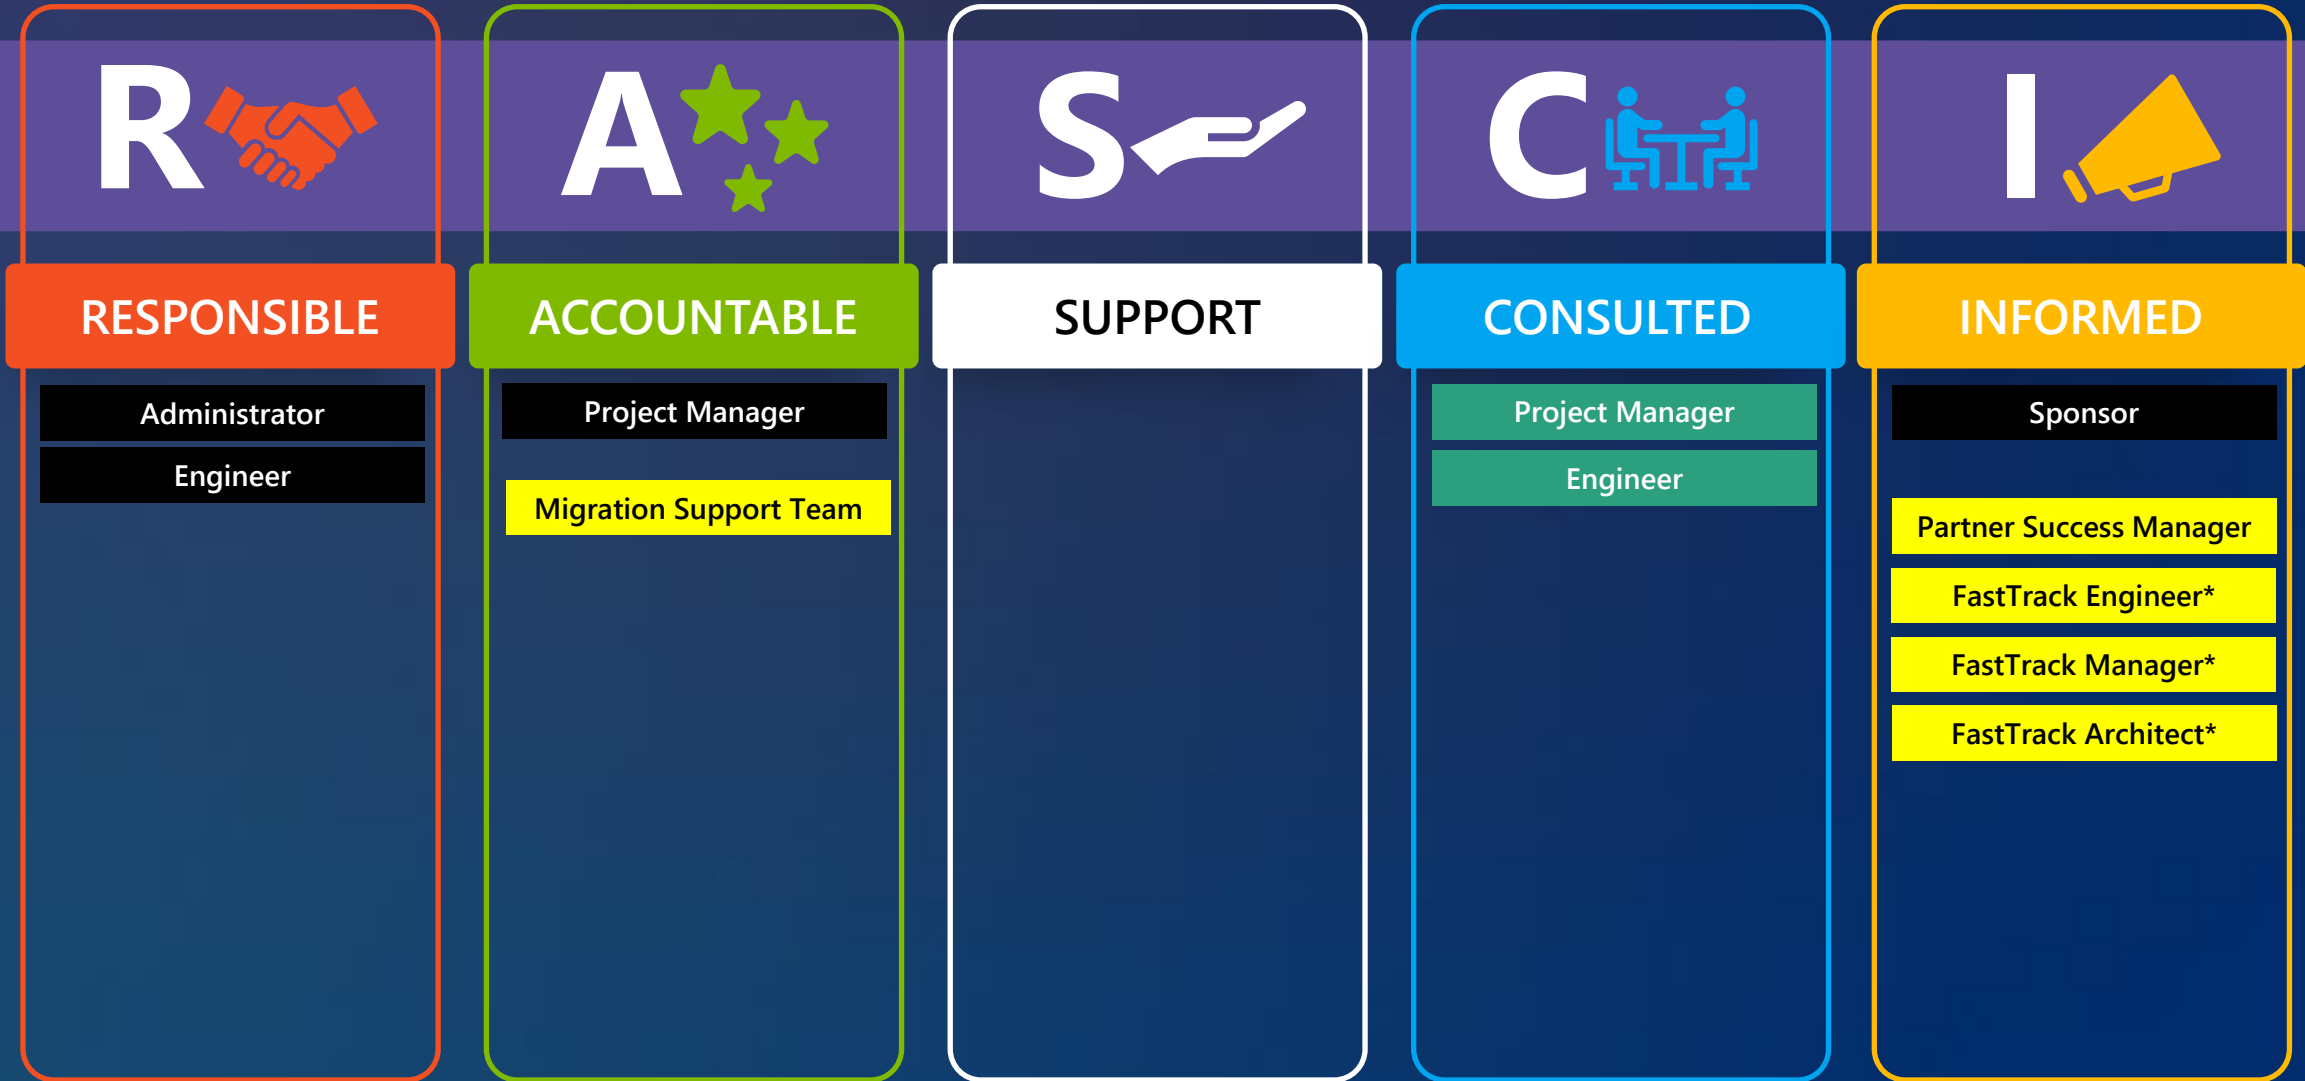 R
A
S
C
I
RESPONSIBLE
ACCOUNTABLE
SUPPORT
CONSULTED
INFORMED
Administrator
Engineer
Project Manager
Migration Support Team
Project Manager
Engineer
Sponsor
Partner Success Manager
FastTrack Engineer*
FastTrack Manager*
FastTrack Architect*